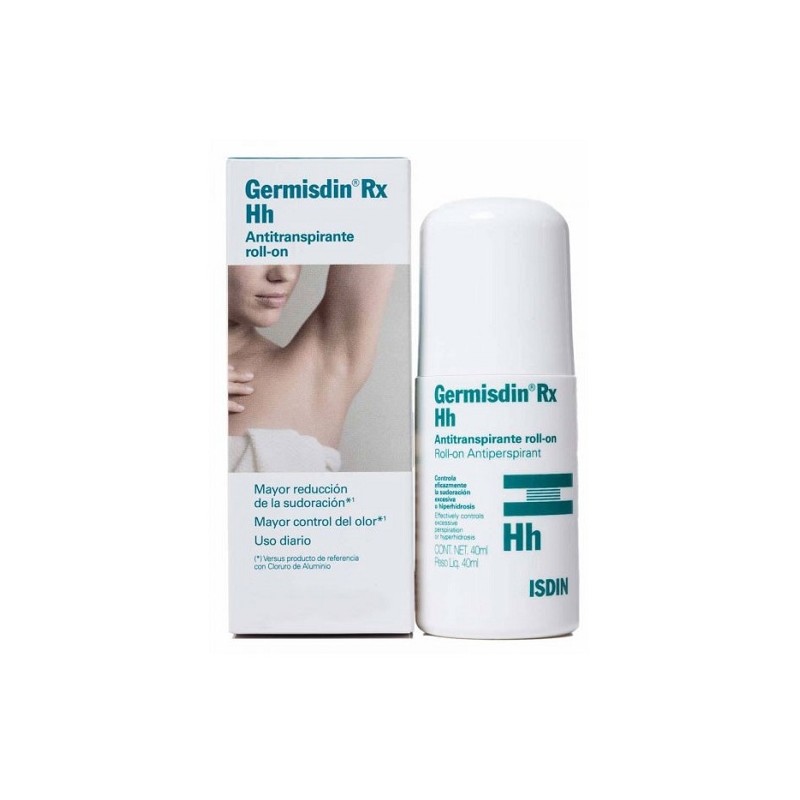 Germisdin® Rx
Hh
Antitranspirante
roll-on
Mayor reducción
de la sudoración*¹
Mayor control del olor*¹
Uso diario
(*) Versus producto de referencia
con Cloruro de Aluminio
Germisdin® Rx
Hh
Antitranspirante roll-on
Roll-on Antiperspirant
Controla
eficazmente
la sudoración
excesiva
o hiperhidrosis
Effectively controls
excessive
perspiration
or hyperhidrosis
CONT. NET. 40ml
Peso Liq. 40ml
Hh
ISDIN